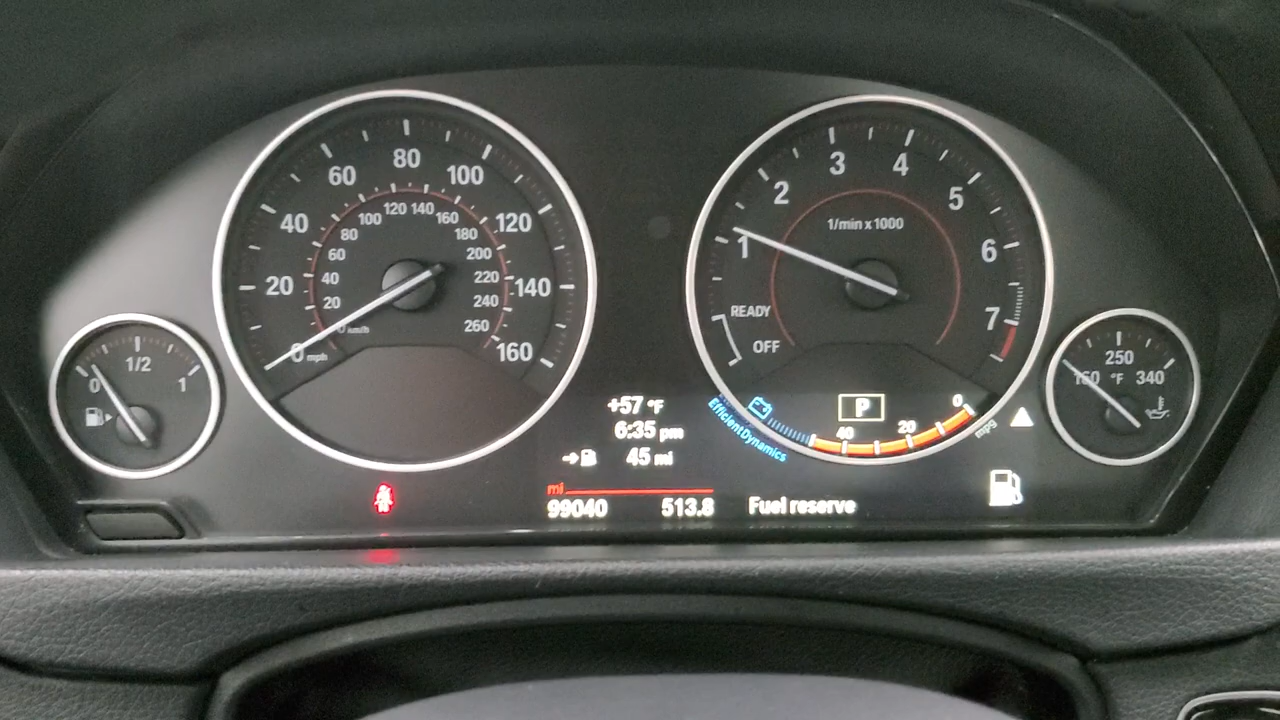 20 40 60 80 100 120 140 160
mph
20 40 60 80 100 120 140 160 180 200 220 240 260
0 km/h
0 1/2 1
1 2 3 4 5 6 7
1/min x 1000
READY
OFF
150 250 340
°F
+57 °F
6:35 pm
45 mi
mi
99040 513.8
Fuel reserve
P
40 20 0
EfficientDynamics